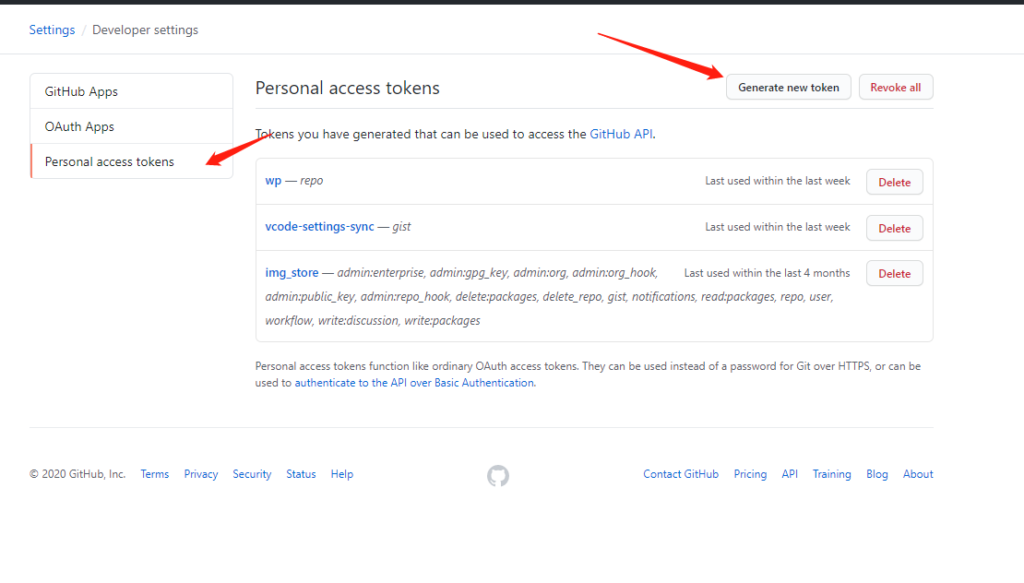 Settings / Developer settings
GitHub Apps
OAuth Apps
Personal access tokens
Personal access tokens
Generate new token
Revoke all
Tokens you have generated that can be used to access the GitHub API.
wp — repo
Last used within the last week
Delete
vcode-settings-sync — gist
Last used within the last week
Delete
img_store — admin:enterprise, admin:gpg_key, admin:org, admin:org_hook,
Last used within the last 4 months
Delete
admin:public_key, admin:repo_hook, delete:packages, delete_repo, gist, notifications, read:packages, repo, user,
workflow, write:discussion, write:packages
Personal access tokens function like ordinary OAuth access tokens. They can be used instead of a password for Git over HTTPS, or can be
used to authenticate to the API over Basic Authentication.
© 2020 GitHub, Inc. Terms Privacy Security Status Help
Contact GitHub Pricing API Training Blog About